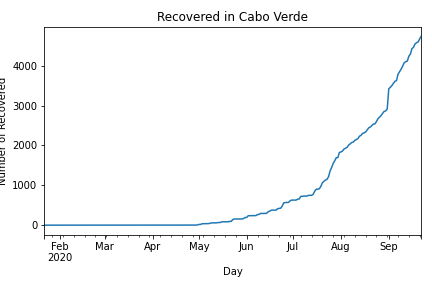 Recovered in Cabo Verde
Number of Recovered
4000
3000
2000
1000
0
Feb
2020
Mar
Apr
May
Jun
Jul
Aug
Sep
Day